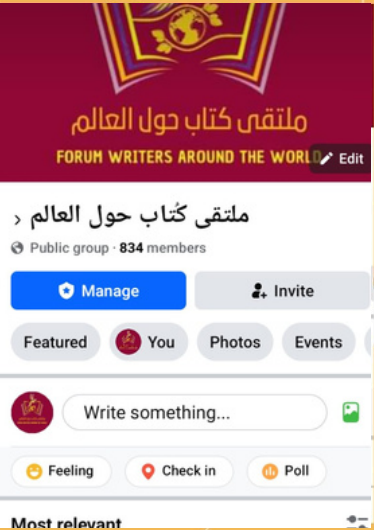 ملتقى كتاب حول العالم
FORUM WRITERS AROUND THE WORLD
Edit
ملتقى كُتاب حول العالم
Public group · 834 members
Manage
Invite
Featured
You
Photos
Events
Write something...
Feeling
Check in
Poll
Most relevant